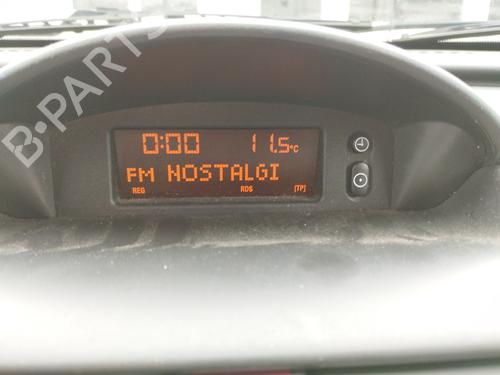 B-PARTS
0:00 11.5°C
FM NOSTALGI
REG RDS [TP]